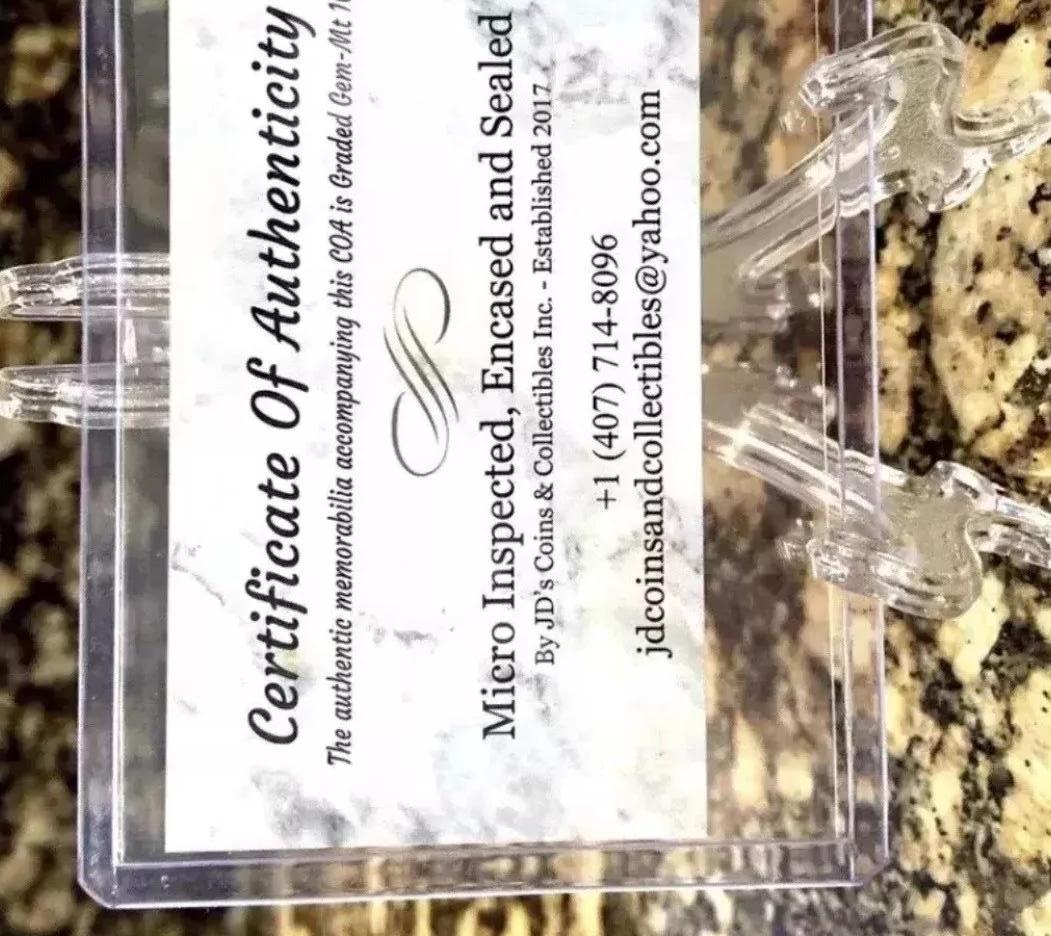 Certificate Of Authenticity
The authentic memorabilia accompanying this COA is Graded Gem-Mt
Micro Inspected, Encased and Sealed
By JD's Coins & Collectibles Inc. - Established 2017
+1 (407) 714-8096
jdcoinsandcollectibles@yahoo.com